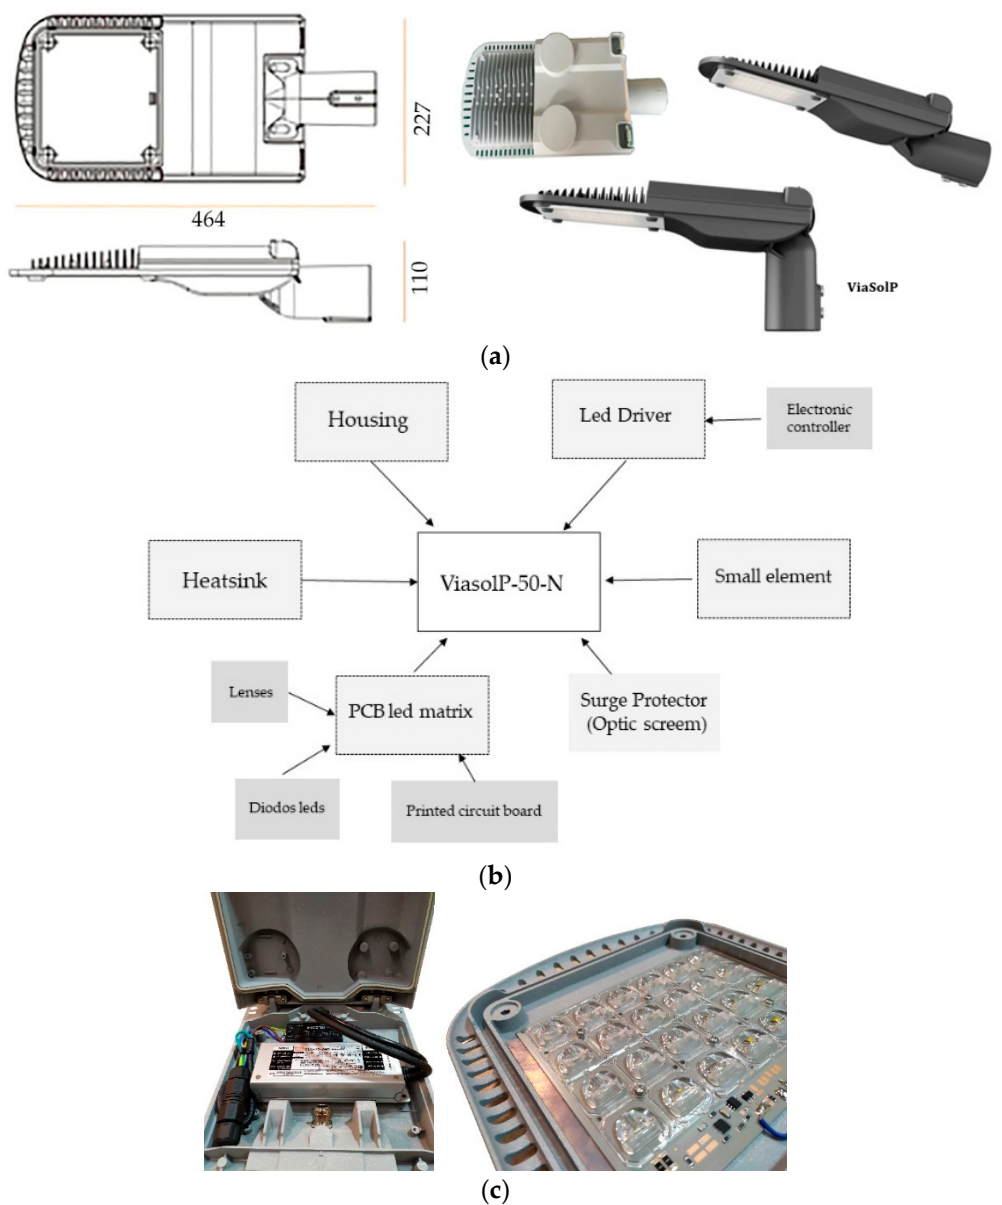 227
464
110
ViaSolP
(a)
Housing
Led Driver
Electronic
controller
Heatsink
ViasolP-50-N
Small element
Lenses
PCB led matrix
Surge Protector
(Optic screem)
Diodos leds
Printed circuit board
(b)
(c)